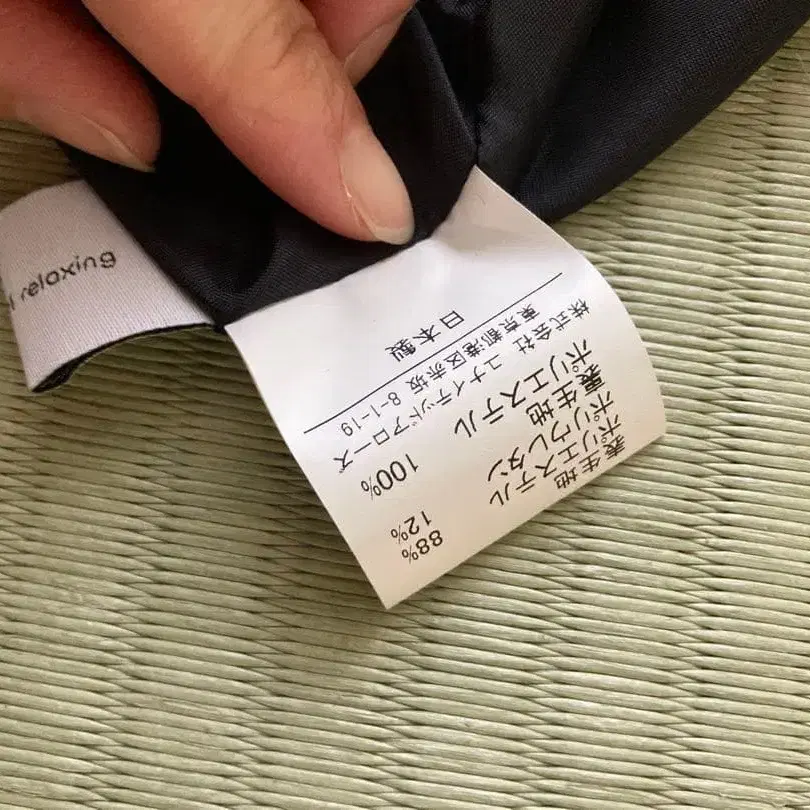 relaxing
表生地
ポリエステル 88%
ポリウレタン 12%
裏生地
ポリエステル 100%
株式会社 ユナイテッドアローズ
東京都港区赤坂 8-1-19
日本製